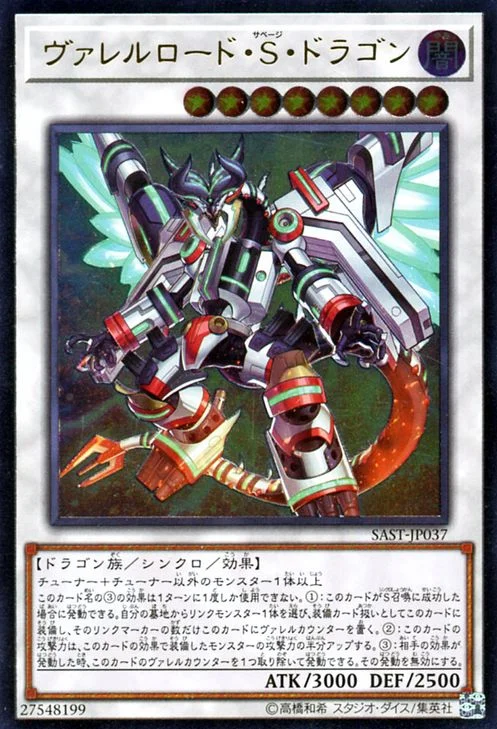 サベージ
ヴァレルロード・S・ドラゴン
闇
SAST-JP037
【ドラゴン族／シンクロ／効果】
チューナー＋チューナー以外のモンスター1体以上
このカード名の③の効果は1ターンに1度しか使用できない。①：このカードがS召喚に成功した
場合に発動できる。自分の墓地からリンクモンスター1体を選び、装備カード扱いとしてこのカードに
装備し、そのリンクマーカーの数だけこのカードにヴァレルカウンターを置く。②：このカードの
攻撃力は、このカードの効果で装備したモンスターの攻撃力の半分アップする。③：相手の効果が
発動した時、このカードのヴァレルカウンターを1つ取り除いて発動できる。その発動を無効にする。
ATK/3000 DEF/2500
27548199
©高橋和希 スタジオ・ダイス/集英社